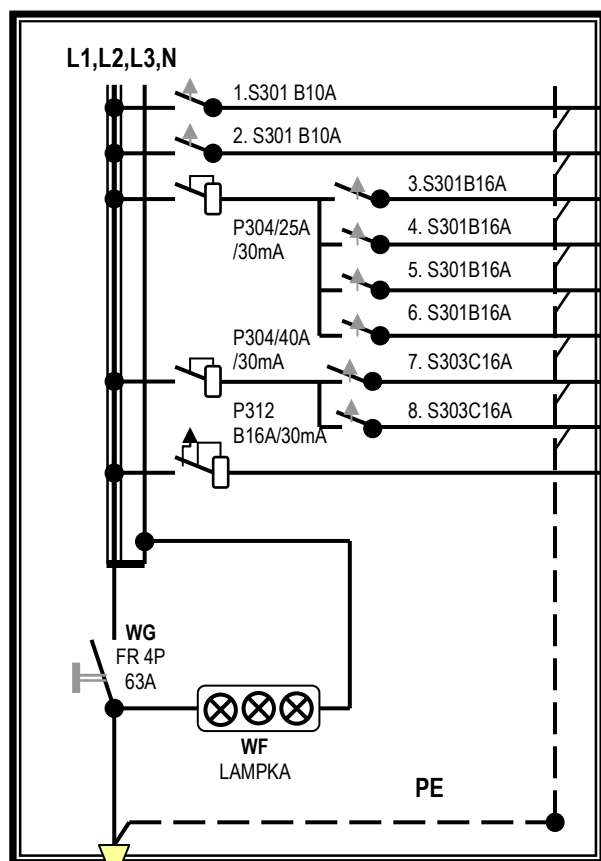 L1,L2,L3,N
1.S301 B10A
2. S301 B10A
3.S301B16A
P304/25A
/30mA
4. S301B16A
5. S301B16A
6. S301B16A
P304/40A
/30mA
7. S303C16A
8. S303C16A
P312
B16A/30mA
WG
FR 4P
63A
WF
LAMPKA
PE